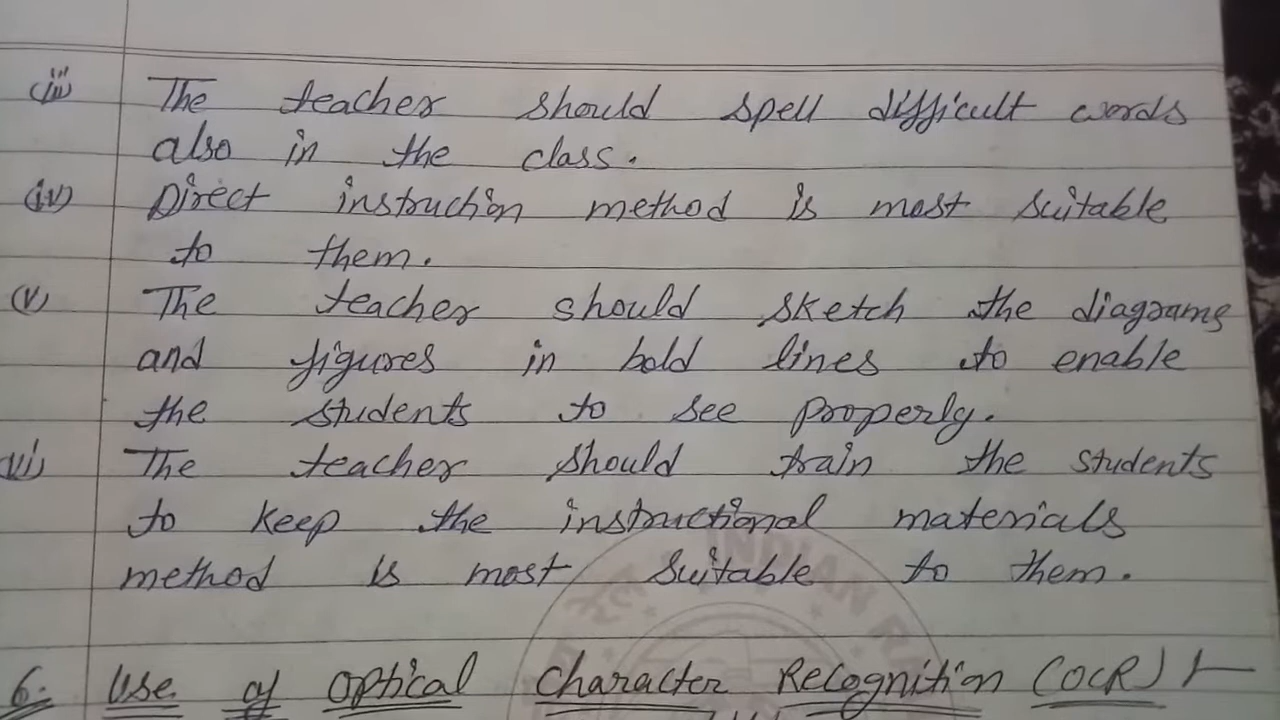 (iii) The teacher should spell difficult words
also in the class.
(iv) Direct instruction method is most suitable
to them.
(v) The teacher should sketch the diagrams
and figures in bold lines to enable
the students to see properly.
vi) The teacher should train the students
to keep the instructional materials
method is most suitable to them.
INDIAN RA
6. Use of Optical Character Recognition (OCR) :-